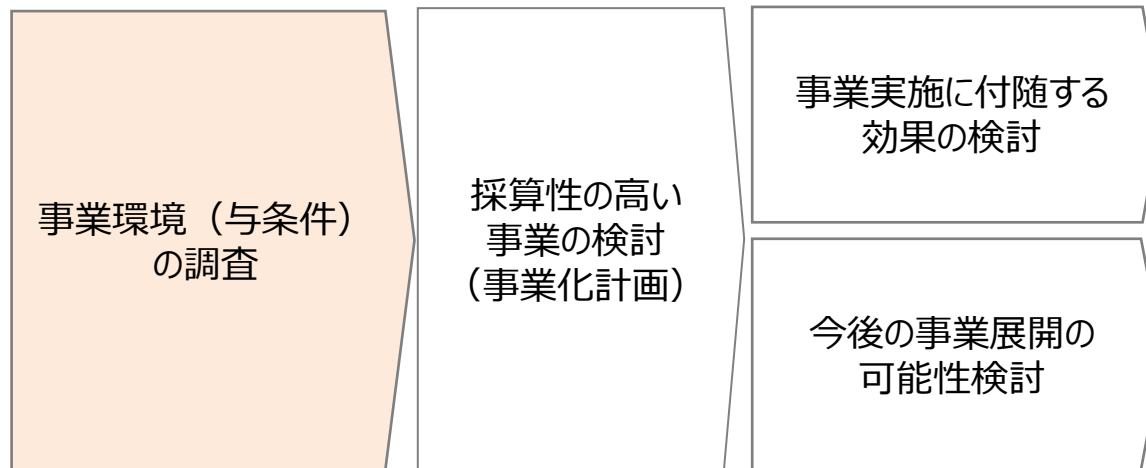 事業環境（与条件）
の調査
採算性の高い
事業の検討
（事業化計画）
事業実施に付随する
効果の検討
今後の事業展開の
可能性検討